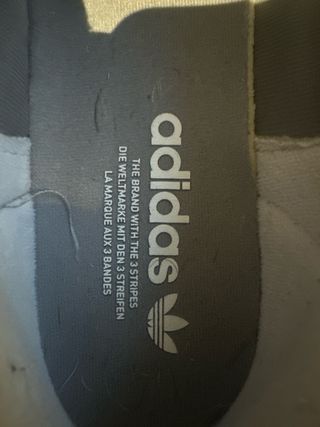 adidas
THE BRAND WITH THE 3 STRIPES
DIE WELTMARKE MIT DEN 3 STREIFEN
LA MARQUE AUX 3 BANDES